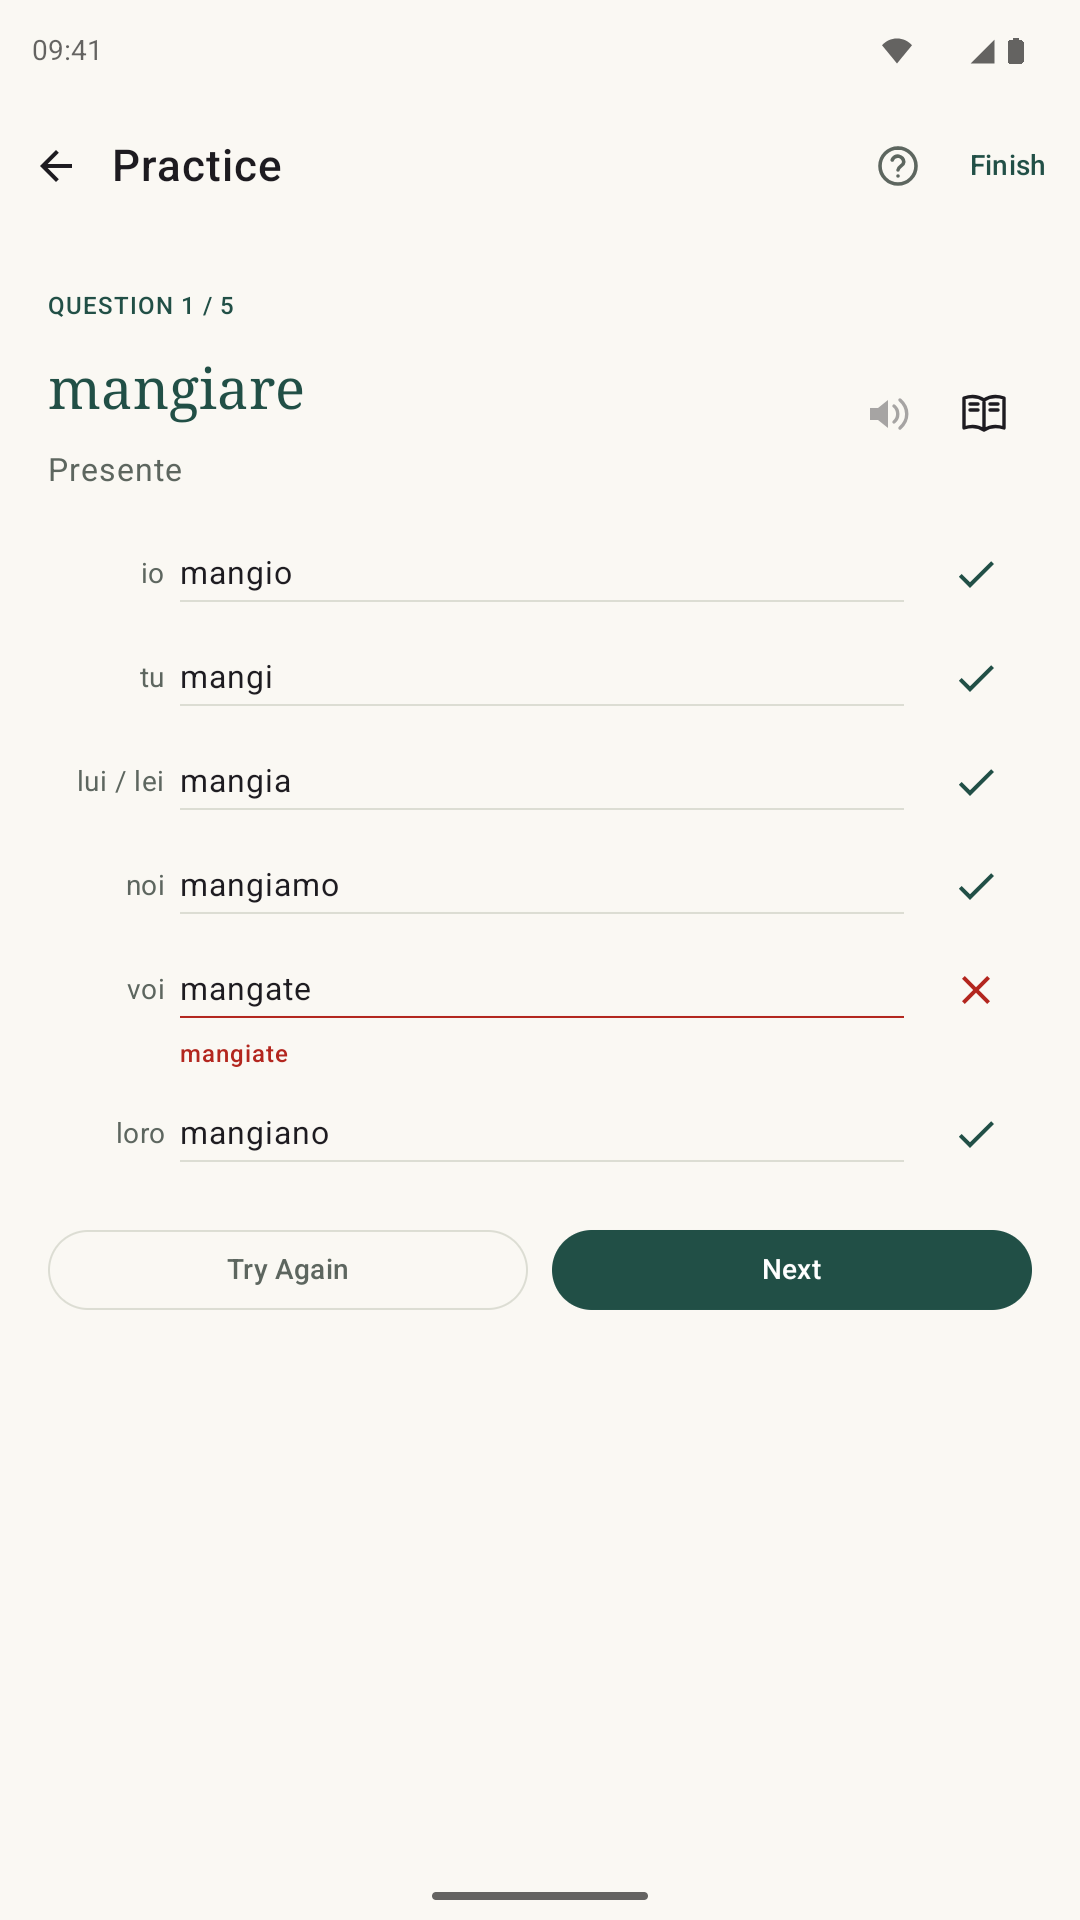 09:41
Practice
Finish
QUESTION 1 / 5
mangiare
Presente
io mangio
tu mangi
lui / lei mangia
noi mangiamo
voi mangate
mangiate
loro mangiano
Try Again
Next